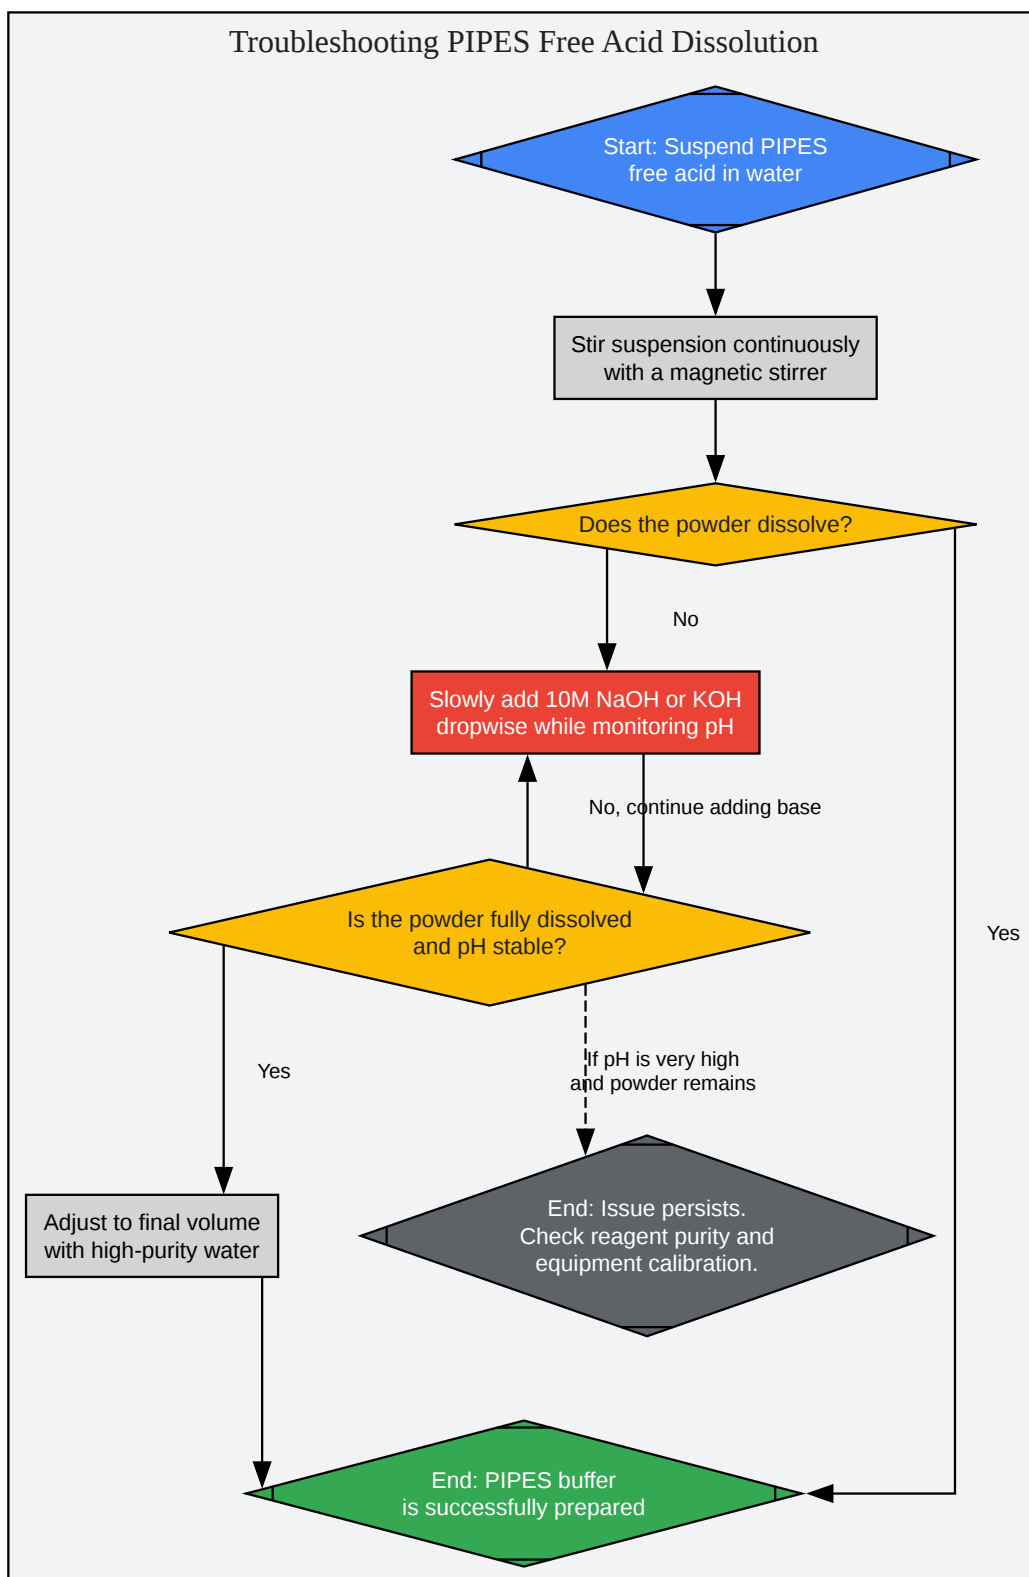 Troubleshooting PIPES Free Acid Dissolution
Start: Suspend PIPES
free acid in water
Stir suspension continuously
with a magnetic stirrer
Does the powder dissolve?
No
Slowly add 10M NaOH or KOH
dropwise while monitoring pH
No, continue adding base
Is the powder fully dissolved
and pH stable?
Yes
Yes
If pH is very high
and powder remains
Adjust to final volume
with high-purity water
End: Issue persists.
Check reagent purity and
equipment calibration.
End: PIPES buffer
is successfully prepared